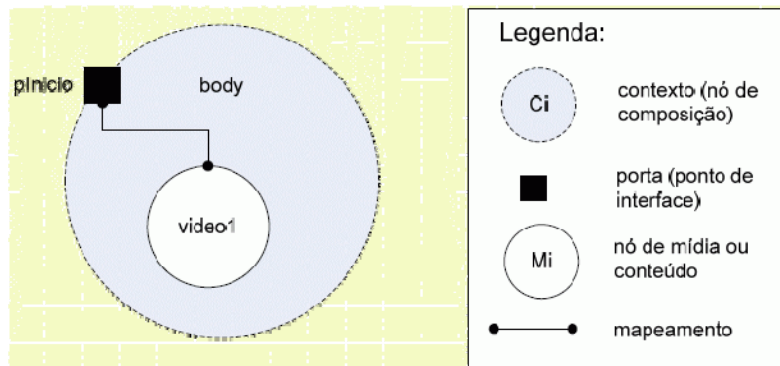 pInicio
body
video1
Legenda:
Ci
contexto (nó de
composição)
porta (ponto de
interface)
Mi
nó de mídia ou
conteúdo
mapeamento